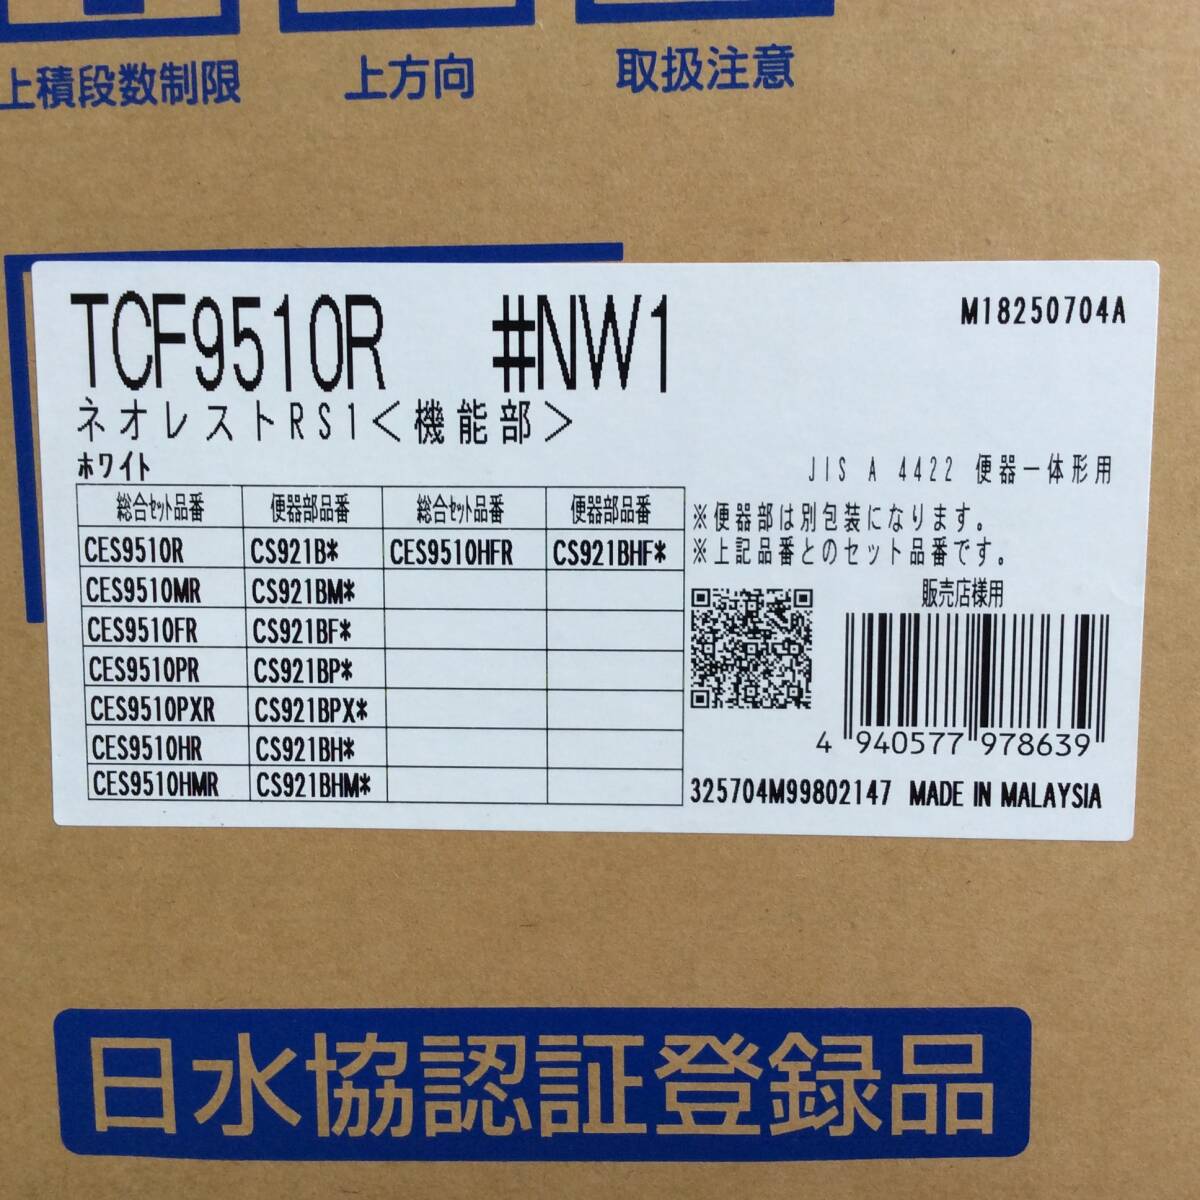 上積段数制限 上方向 取扱注意
TCF9510R #NW1 M18250704A
ネオレストRS1<機能部>
ホワイト JIS A 4422 便器一体形用
総合セット品番 便器部品番 総合セット品番 便器部品番
CES9510R CS921B* CES9510HFR CS921BHF*
CES9510MR CS921BM*
CES9510FR CS921BF*
CES9510PR CS921BP*
CES9510PXR CS921BPX*
CES9510HR CS921BH*
CES9510HMR CS921BHM*
※便器部は別包装になります。
※上記品番とのセット品番です。
販売店様用
4 940577 978639
325704M99802147 MADE IN MALAYSIA
日水協認証登録品